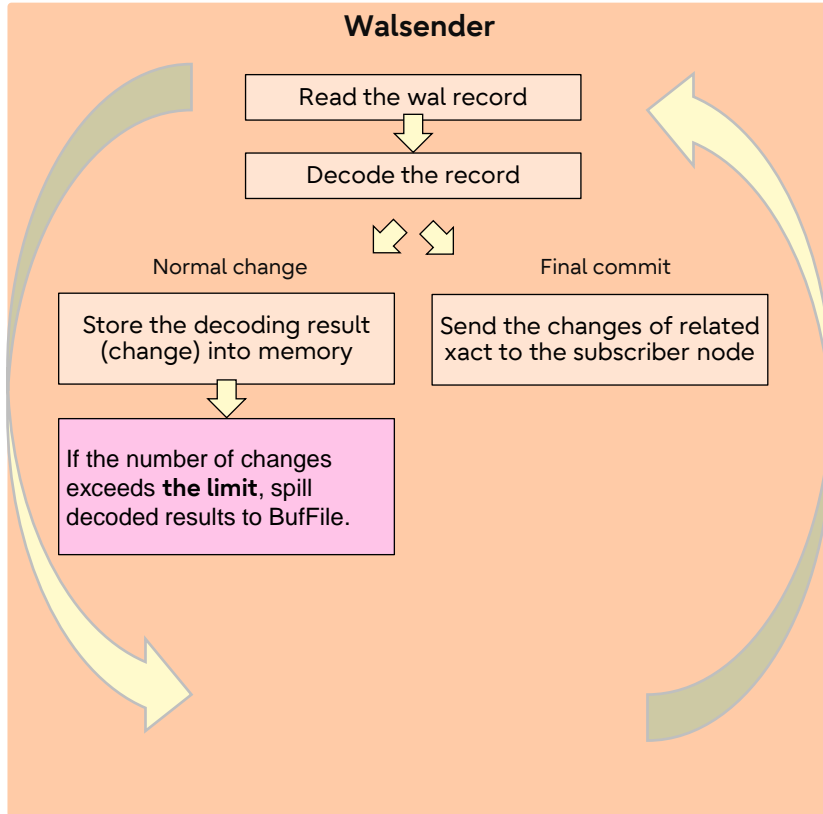 Walsender
Read the wal record
Decode the record
Normal change
Final commit
Store the decoding result
(change) into memory
Send the changes of related
xact to the subscriber node
If the number of changes
exceeds the limit, spill
decoded results to BufFile.